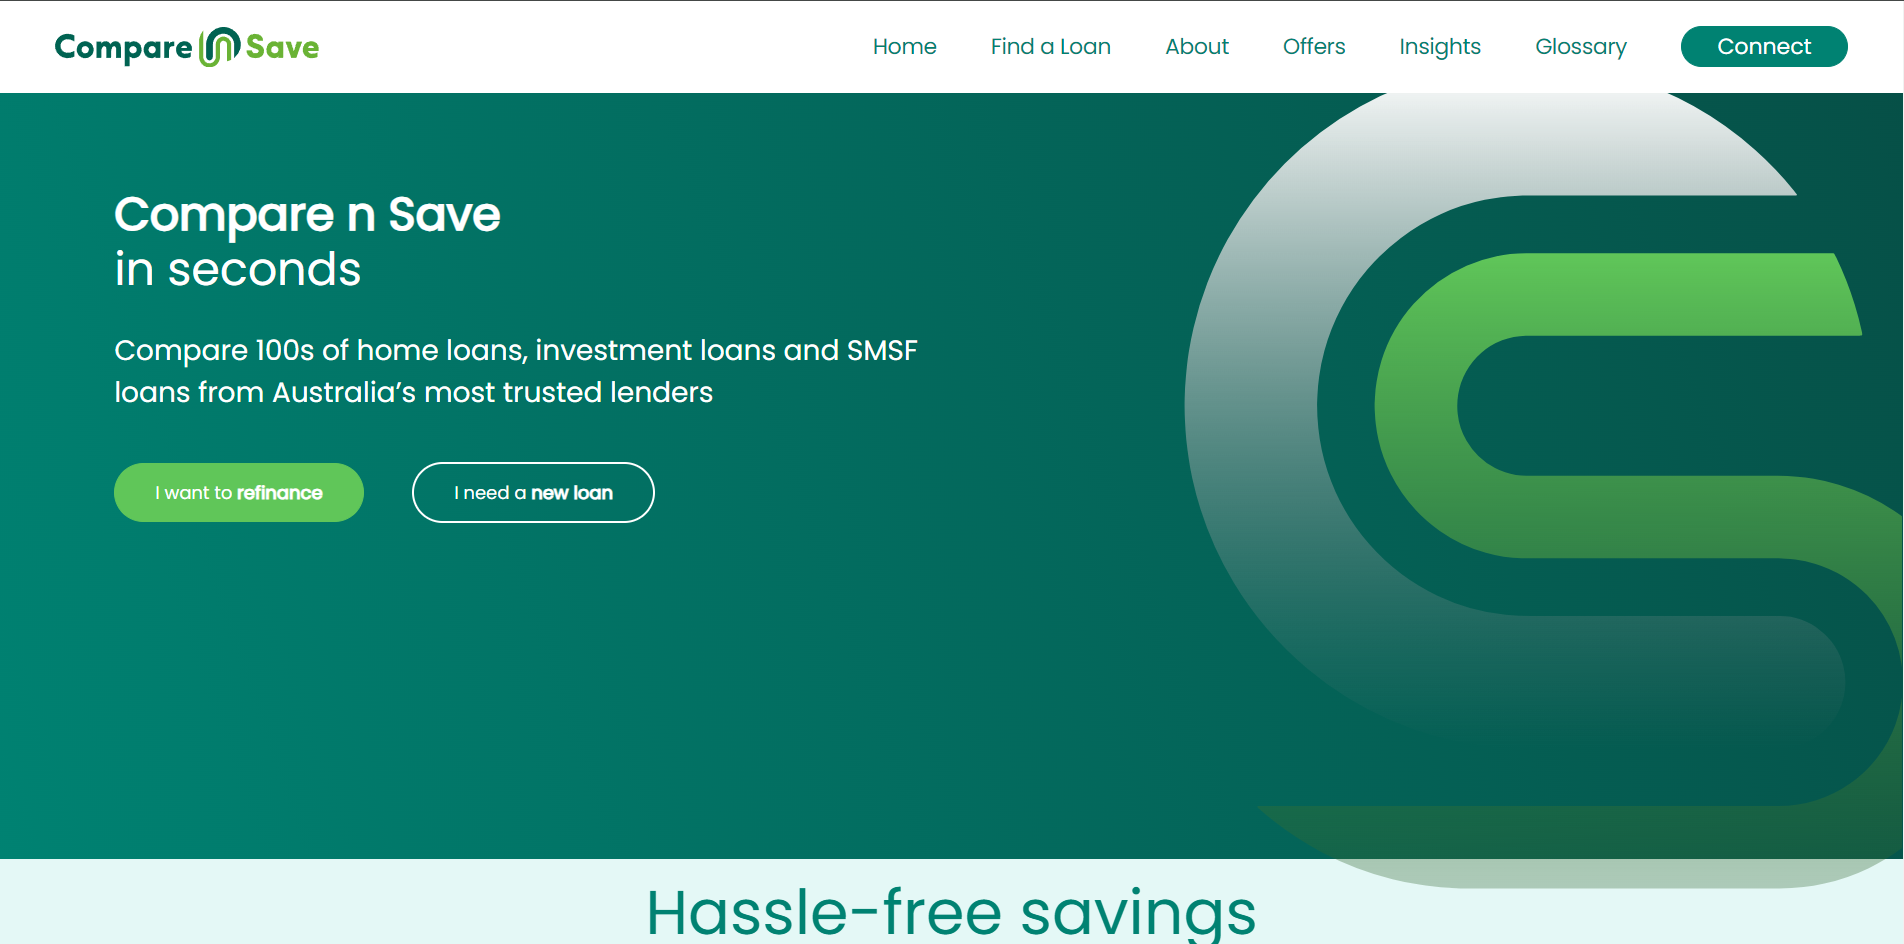 Compare n Save
Home
Find a Loan
About
Offers
Insights
Glossary
Connect
Compare n Save
in seconds
Compare 100s of home loans, investment loans and SMSF
loans from Australia’s most trusted lenders
I want to refinance
I need a new loan
Hassle-free savings